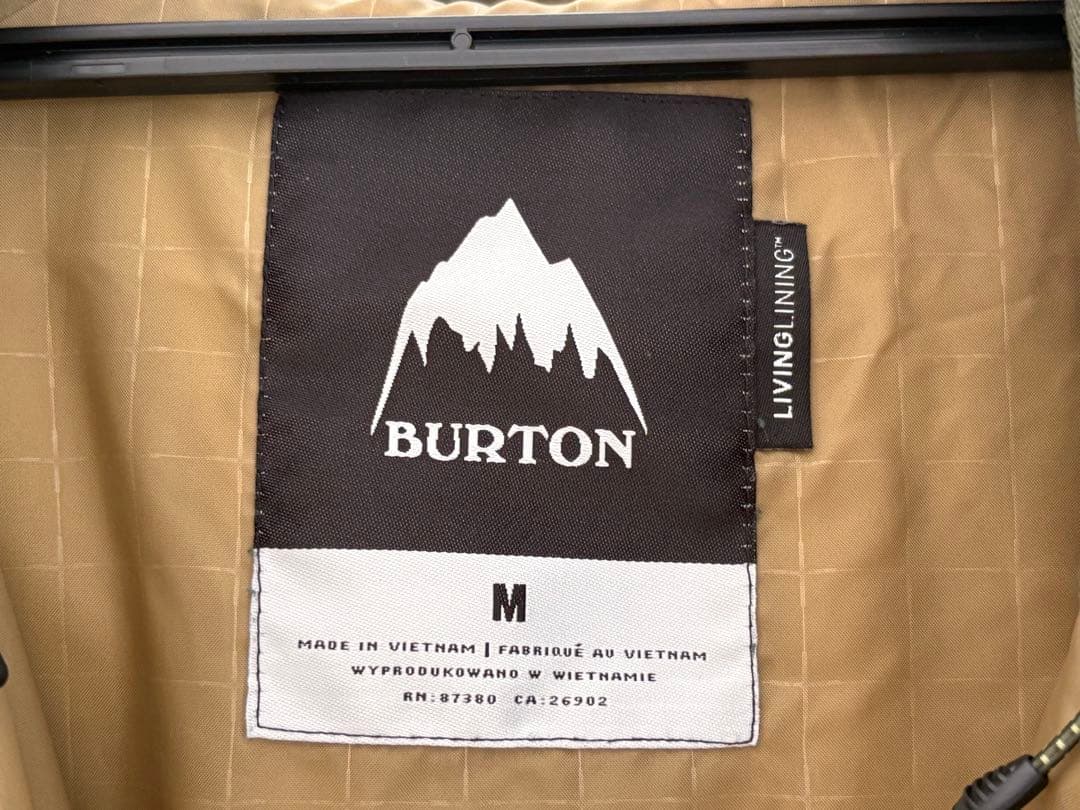 BURTON
LIVINGLINING™
M
MADE IN VIETNAM | FABRIQUÉ AU VIETNAM
WYPRODUKOWANO W WIETNAMIE
RN:87380 CA:26902